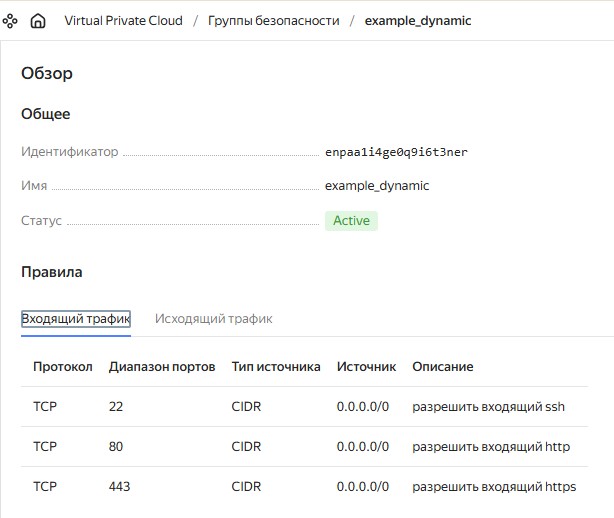 Virtual Private Cloud / Группы безопасности / example_dynamic
Обзор
Общее
Идентификатор enpaa1i4ge0q9i6t3ner
Имя example_dynamic
Статус Active
Правила
Входящий трафик Исходящий трафик
Протокол Диапазон портов Тип источника Источник Описание
TCP 22 CIDR 0.0.0.0/0 разрешить входящий ssh
TCP 80 CIDR 0.0.0.0/0 разрешить входящий http
TCP 443 CIDR 0.0.0.0/0 разрешить входящий https